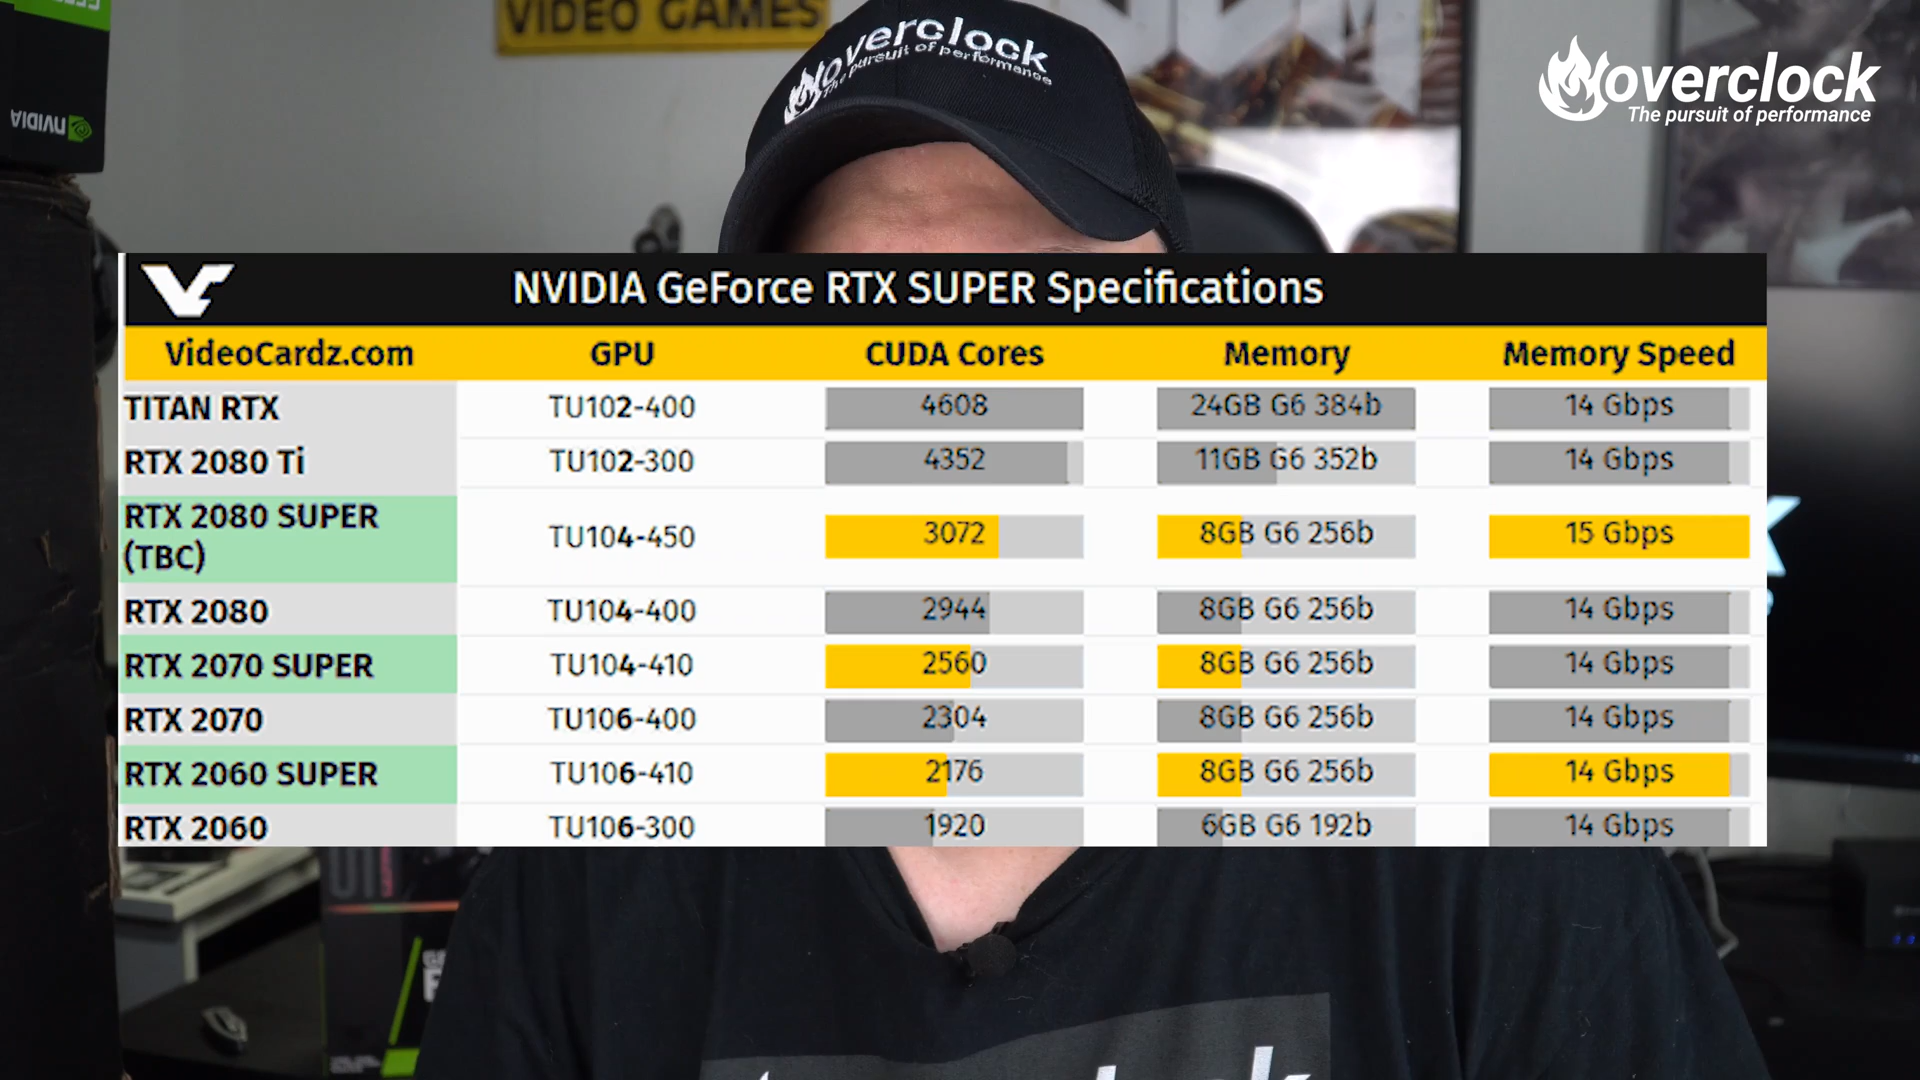 VIDEO GAMES
overclock
The pursuit of performance
overclock
The pursuit of performance
NVIDIA
NVIDIA GeForce RTX SUPER Specifications
VideoCardz.com GPU CUDA Cores Memory Memory Speed
TITAN RTX TU102-400 4608 24GB G6 384b 14 Gbps
RTX 2080 Ti TU102-300 4352 11GB G6 352b 14 Gbps
RTX 2080 SUPER
(TBC) TU104-450 3072 8GB G6 256b 15 Gbps
RTX 2080 TU104-400 2944 8GB G6 256b 14 Gbps
RTX 2070 SUPER TU104-410 2560 8GB G6 256b 14 Gbps
RTX 2070 TU106-400 2304 8GB G6 256b 14 Gbps
RTX 2060 SUPER TU106-410 2176 8GB G6 256b 14 Gbps
RTX 2060 TU106-300 1920 6GB G6 192b 14 Gbps